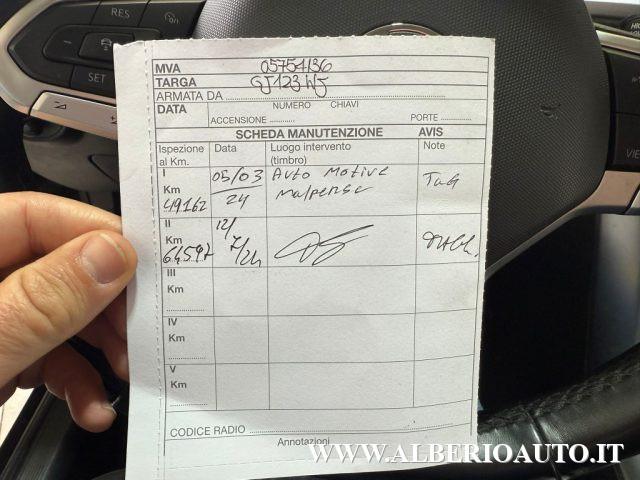 RES
SET
MVA 05754136
TARGA GJ123WJ
ARMATA DA
DATA NUMERO CHIAVI
ACCENSIONE PORTE
SCHEDA MANUTENZIONE AVIS
Ispezione al Km. Data Luogo intervento (timbro) Note
I Km 49162 05/03/24 Auto Motive Malpensa
II Km 64597 12/7/24
III Km
IV Km
V Km
CODICE RADIO
Annotazioni
WWW.ALBERIOAUTO.IT